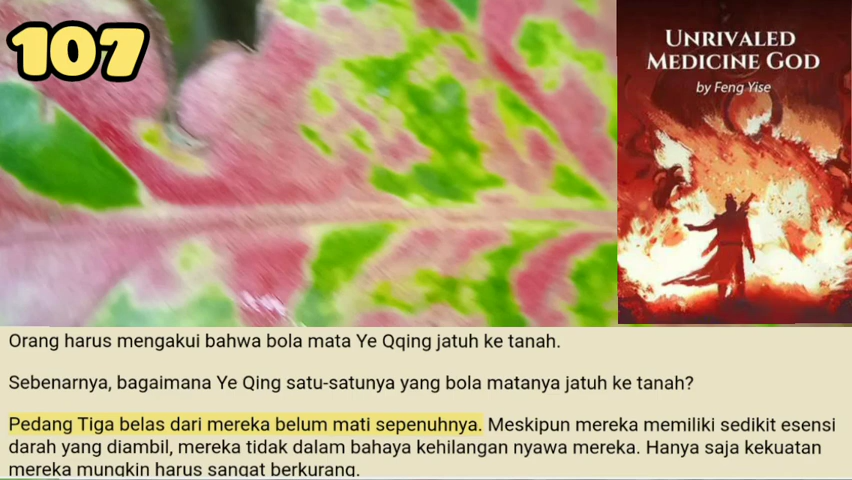 107
UNRIVALED
MEDICINE GOD
by Feng Yise
Orang harus mengakui bahwa bola mata Ye Qqing jatuh ke tanah.
Sebenarnya, bagaimana Ye Qing satu-satunya yang bola matanya jatuh ke tanah?
Pedang Tiga belas dari mereka belum mati sepenuhnya. Meskipun mereka memiliki sedikit esensi
darah yang diambil, mereka tidak dalam bahaya kehilangan nyawa mereka. Hanya saja kekuatan
mereka mungkin harus sangat berkurang.